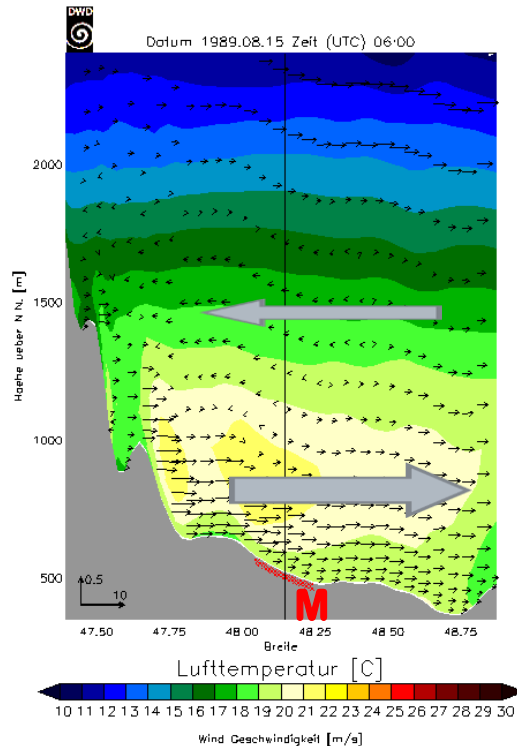 DWD
Datum 1989.08.15 Zeit (UTC) 06:00
Hoehe ueber N.N. [m]
2000
1500
1000
500
0.5
10
M
47.50 47.75 48.00 48.25 48.50 48.75
Breite
Lufttemperatur [C]
10 11 12 13 14 15 16 17 18 19 20 21 22 23 24 25 26 27 28 29 30
Wind Geschwindigkeit [m/s]